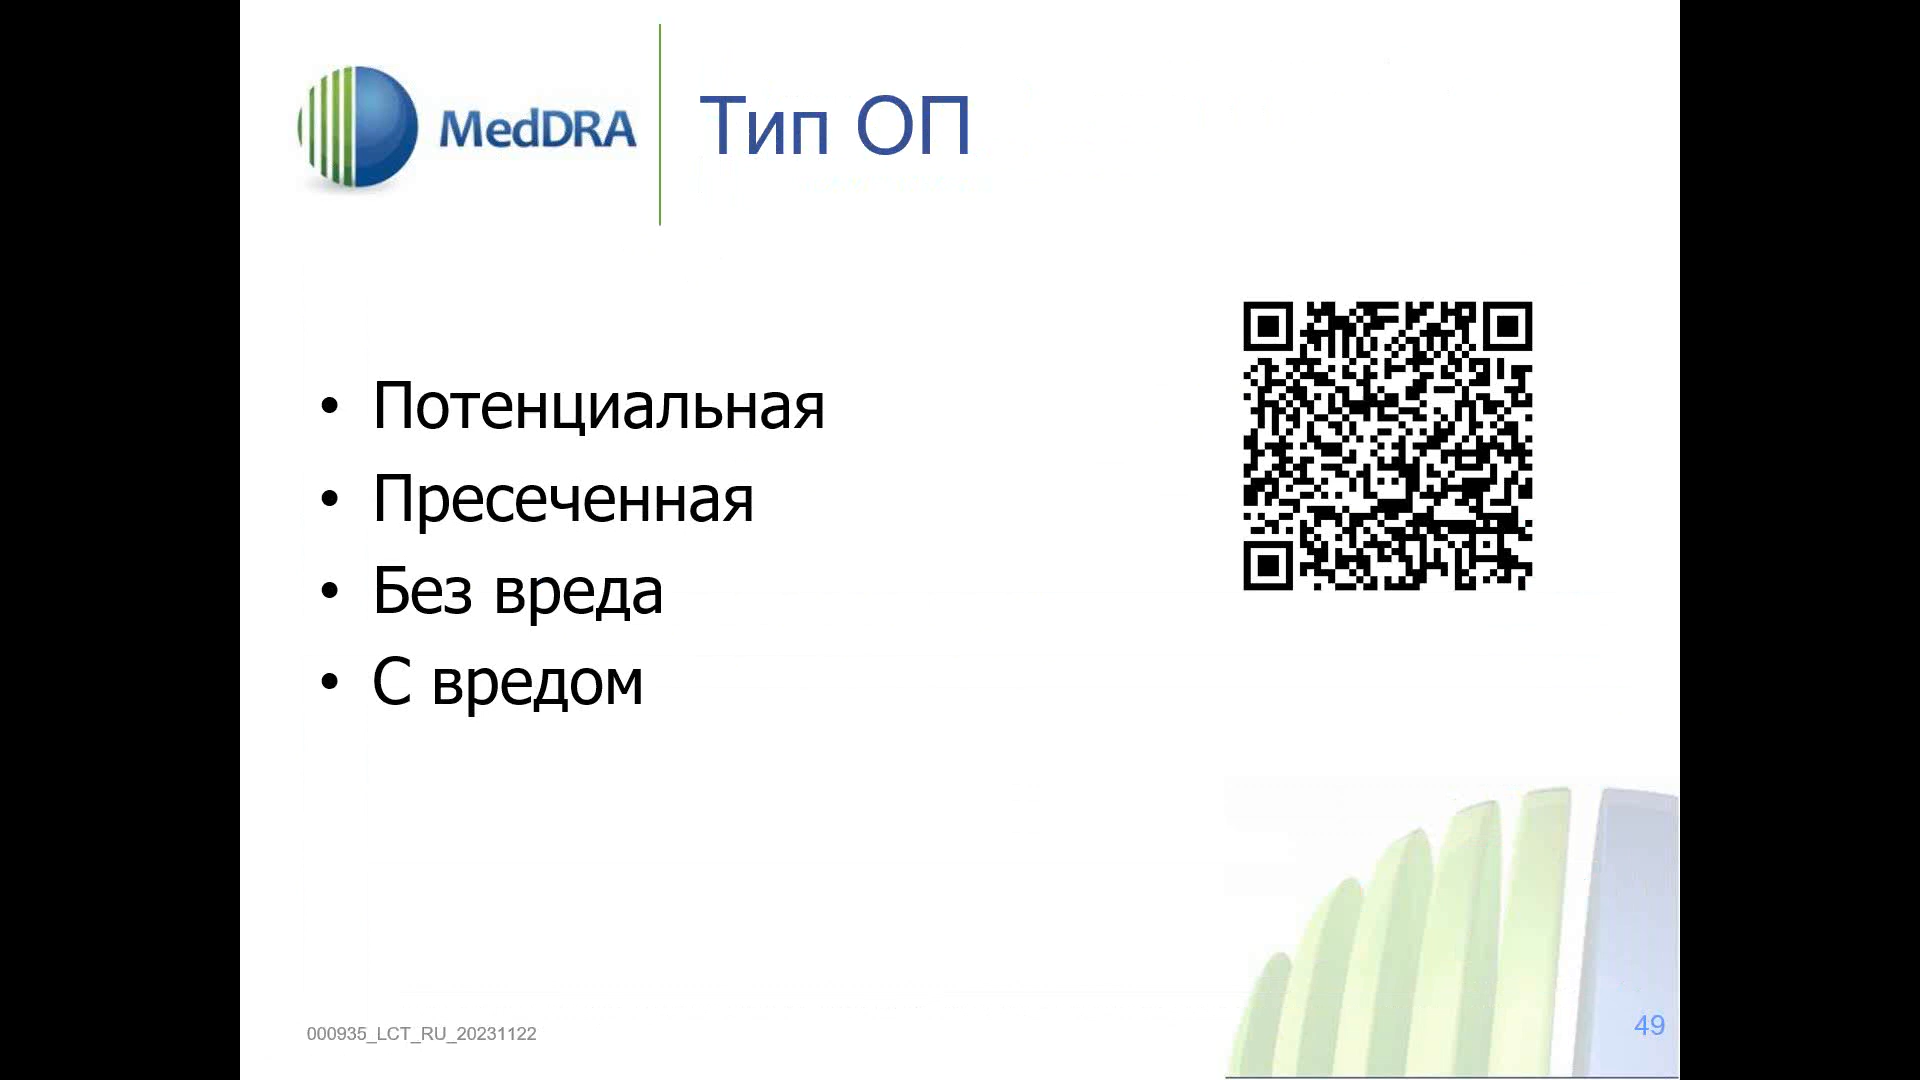 MedDRA
Тип ОП
• Потенциальная
• Пресеченная
• Без вреда
• С вредом
000935_LCT_RU_20231122
49